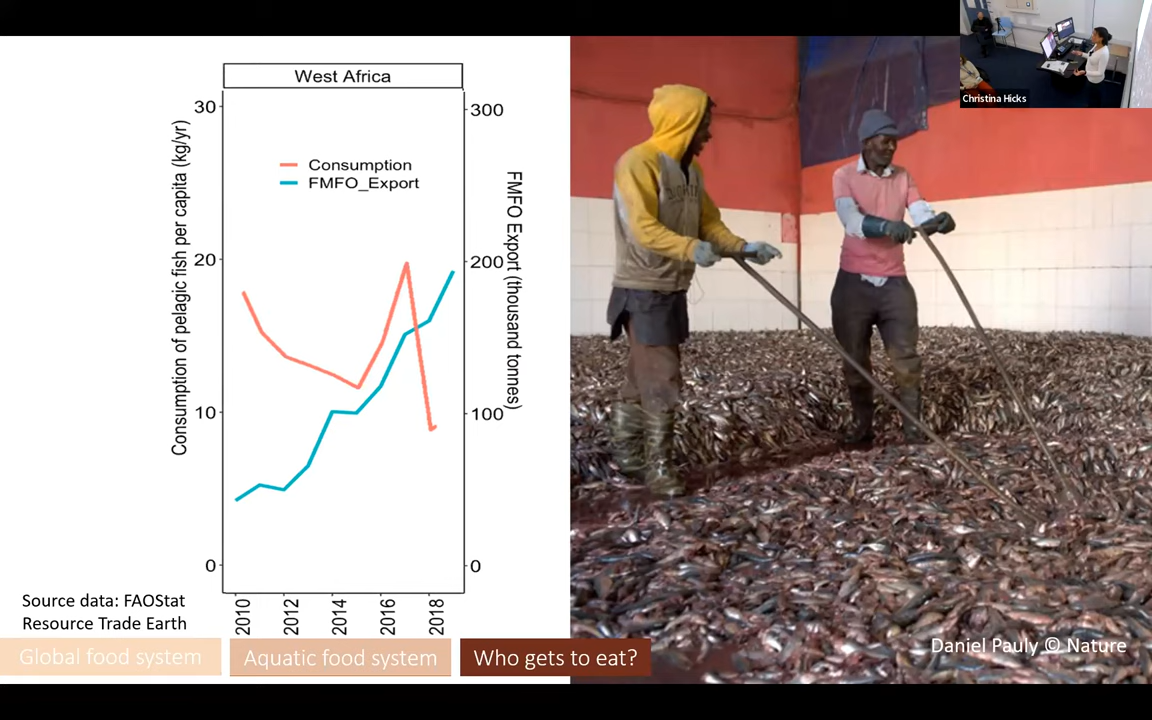 Christina Hicks
West Africa
30
20
10
0
Consumption of pelagic fish per capita (kg/yr)
Consumption
FMFO_Export
300
200
100
0
FMFO Export (thousand tonnes)
2010
2012
2014
2016
2018
Source data: FAOStat
Resource Trade Earth
Global food system
Aquatic food system
Who gets to eat?
Daniel Pauly © Nature